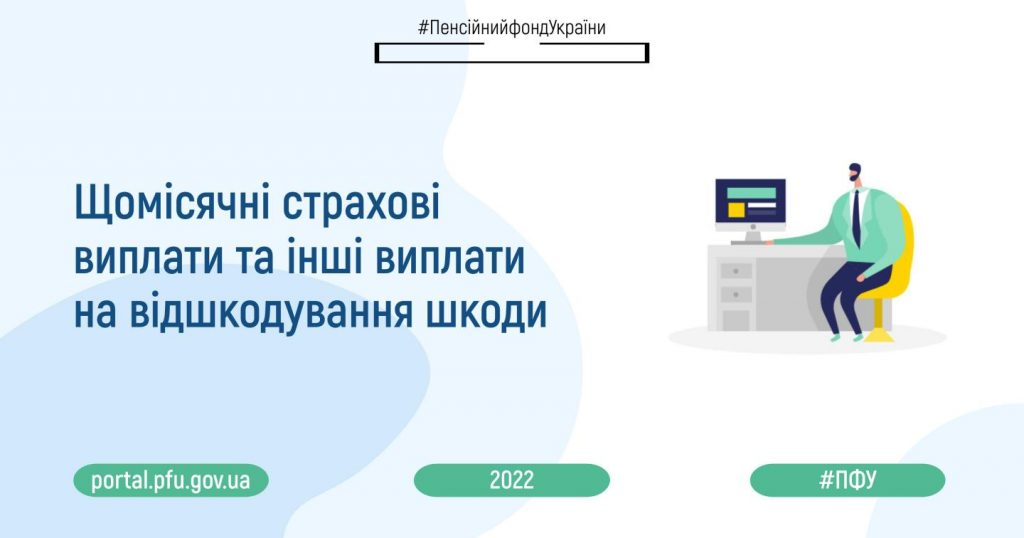 #ПенсійнийфондУкраїни
Щомісячні страхові
виплати та інші виплати
на відшкодування шкоди
portal.pfu.gov.ua
2022
#ПФУ